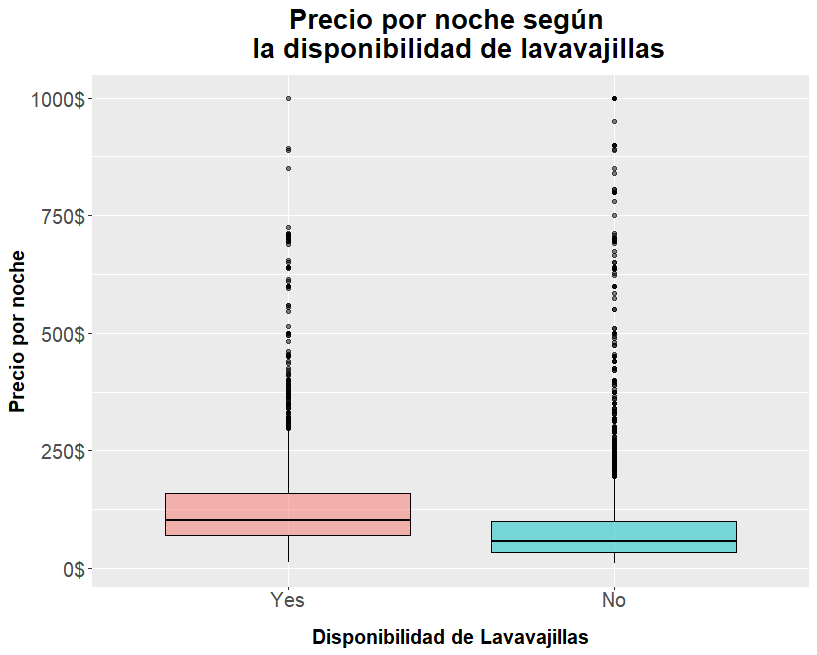 Precio por noche según
la disponibilidad de lavavajillas
1000$
750$
500$
250$
0$
Precio por noche
Yes
No
Disponibilidad de Lavavajillas